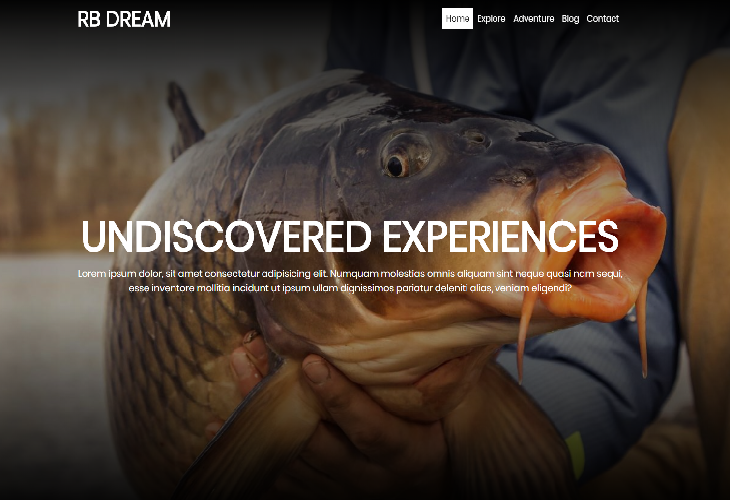 RB DREAM
Home Explore Adventure Blog Contact
UNDISCOVERED EXPERIENCES
Lorem ipsum dolor, sit amet consectetur adipisicing elit. Numquam molestias omnis aliquam sint neque quasi nam sequi,
esse inventore mollitia incidunt ut ipsum ullam dignissimos pariatur deleniti alias, veniam eligendi?